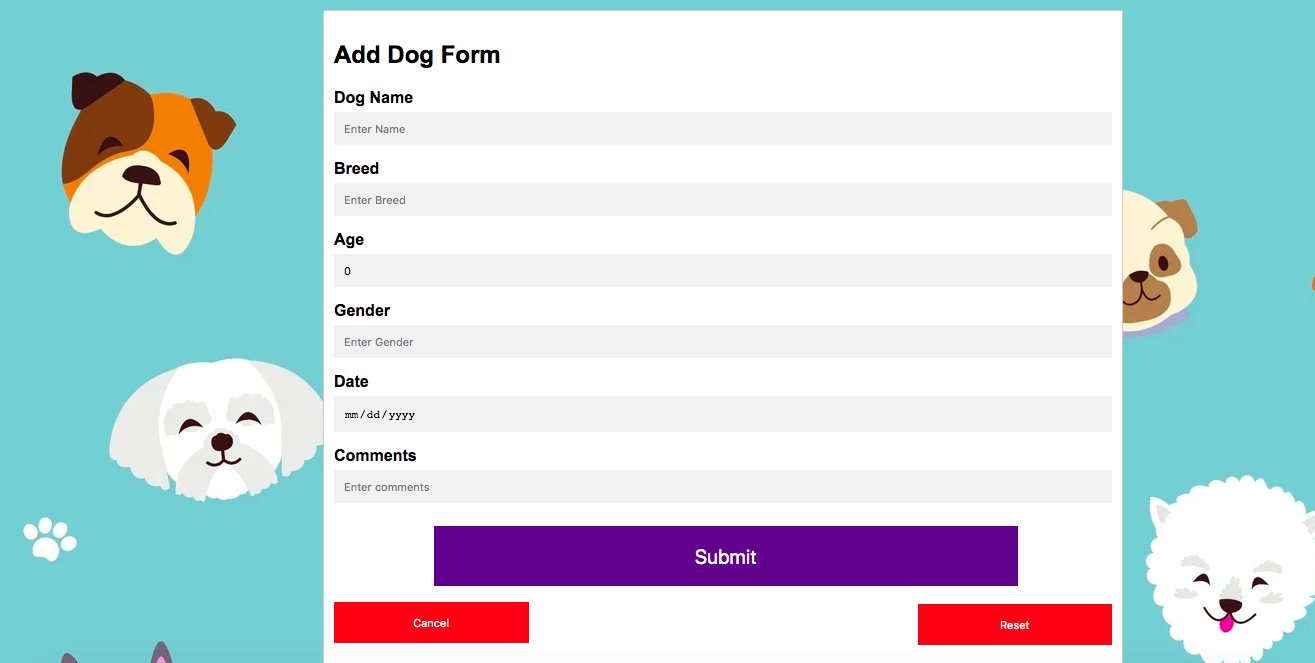 Add Dog Form
Dog Name
Enter Name
Breed
Enter Breed
Age
0
Gender
Enter Gender
Date
mm/dd/yyyy
Comments
Enter comments
Submit
Cancel
Reset